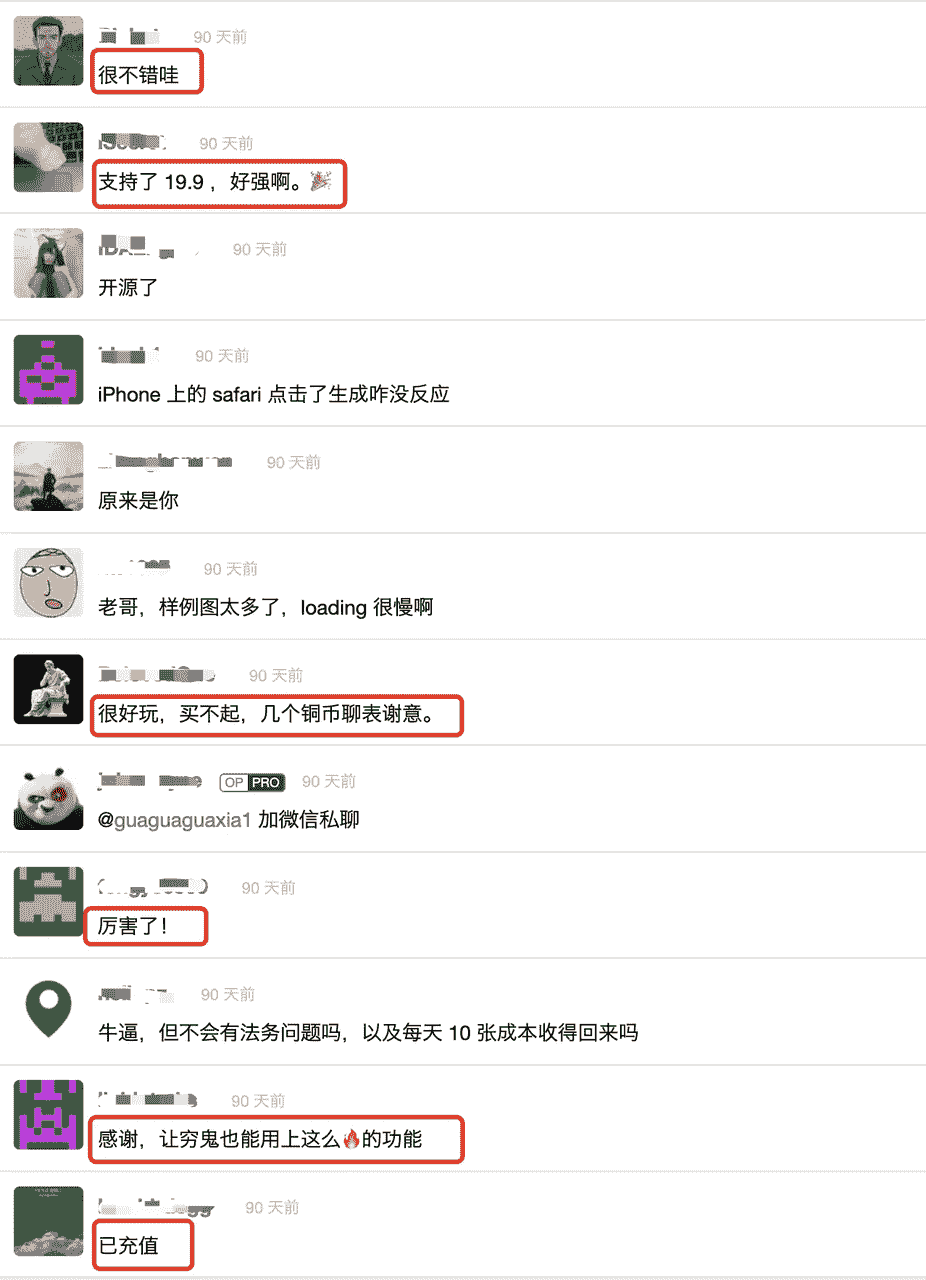 90 天前
很不错哇
90 天前
支持了 19.9 ，好强啊。🎉
90 天前
开源了
90 天前
iPhone 上的 safari 点击了生成咋没反应
90 天前
原来是你
90 天前
老哥，样例图太多了，loading 很慢啊
90 天前
很好玩，买不起，几个铜币聊表谢意。
OP PRO 90 天前
@guaguaguaxia1 加微信私聊
90 天前
厉害了！
90 天前
牛逼，但不会有法务问题吗，以及每天 10 张成本收得回来吗
90 天前
感谢，让穷鬼也能用上这么🔥的功能
90 天前
已充值